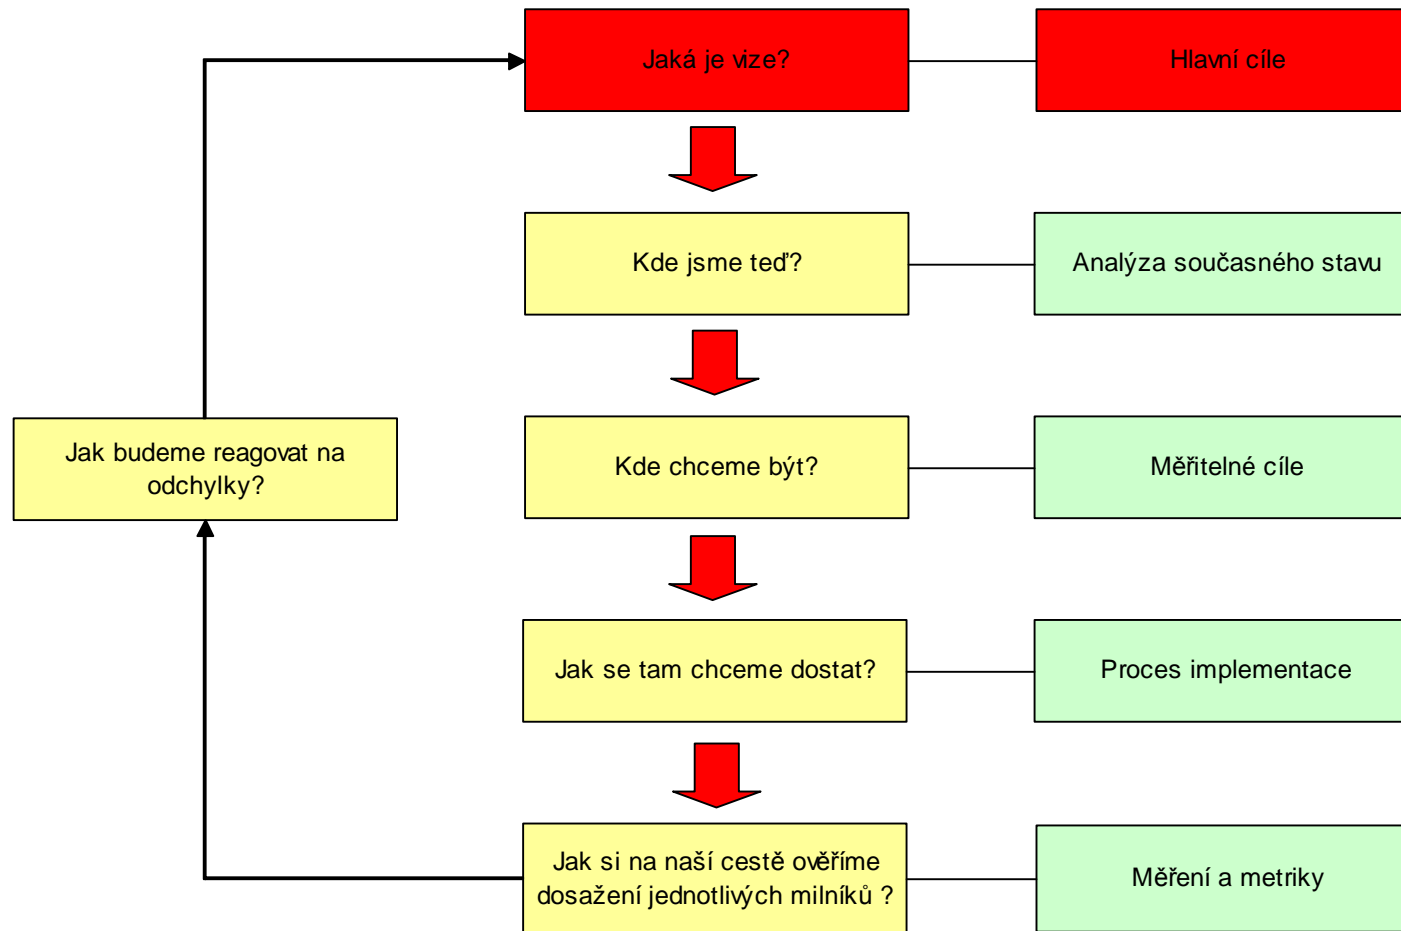 Jaká je vize?
Hlavní cíle
Kde jsme teď?
Analýza současného stavu
Jak budeme reagovat na
odchylky?
Kde chceme být?
Měřitelné cíle
Jak se tam chceme dostat?
Proces implementace
Jak si na naší cestě ověříme
dosažení jednotlivých milníků ?
Měření a metriky